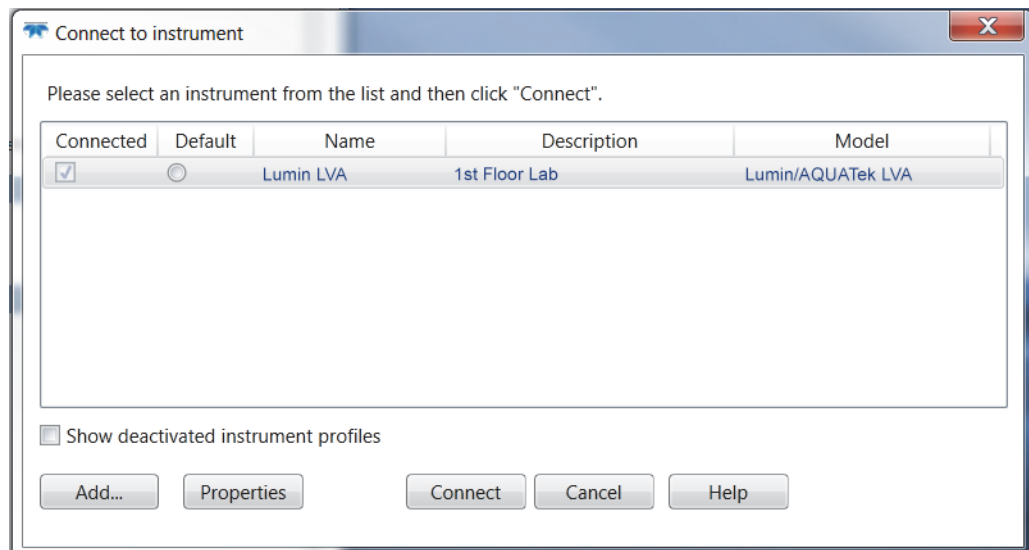 Connect to instrument
Please select an instrument from the list and then click "Connect".
Connected Default Name Description Model
Lumin LVA 1st Floor Lab Lumin/AQUATek LVA
Show deactivated instrument profiles
Add... Properties Connect Cancel Help